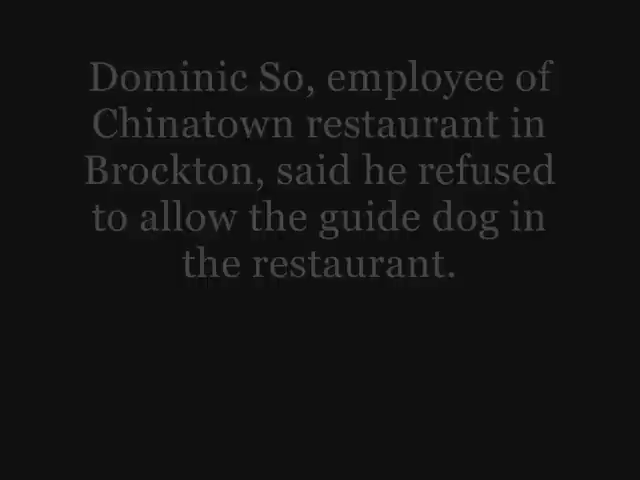 Dominic So, employee of
Chinatown restaurant in
Brockton, said he refused
to allow the guide dog in
the restaurant.